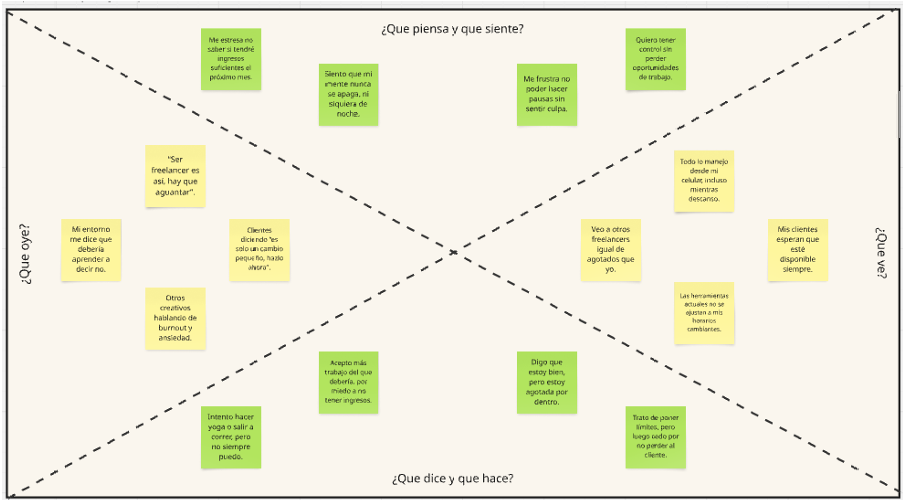 ¿Que piensa y que siente?
Me estresa no
saber si tendré
ingresos
suficientes el
próximo mes.
Siento que mi
mente nunca
se apaga, ni
siquiera de
noche.
Me frustra no
poder hacer
pausas sin
sentir culpa.
Quiero tener
control sin
perder
oportunidades
de trabajo.
¿Que oye?
"Ser
freelancer es
así, hay que
aguantar".
Mi entorno
me dice que
debería
aprender a
decir no.
Clientes
diciendo "es
solo un cambio
pequeño, hazlo
ahora".
Otros
creativos
hablando de
burnout y
ansiedad.
¿Que ve?
Todo lo manejo
desde mi
celular, incluso
mientras
descanso.
Veo a otros
freelancers
igual de
agotados que
yo.
Mis clientes
esperan que
esté
disponible
siempre.
Las herramientas
actuales no se
ajustan a mis
horarios
cambiantes.
Acepto más
trabajo del que
debería, por
miedo a no
tener ingresos.
Digo que
estoy bien,
pero estoy
agotada por
dentro.
Intento hacer
yoga o salir a
correr, pero
no siempre
puedo.
Trato de poner
límites, pero
luego cedo por
no perder al
cliente.
¿Que dice y que hace?